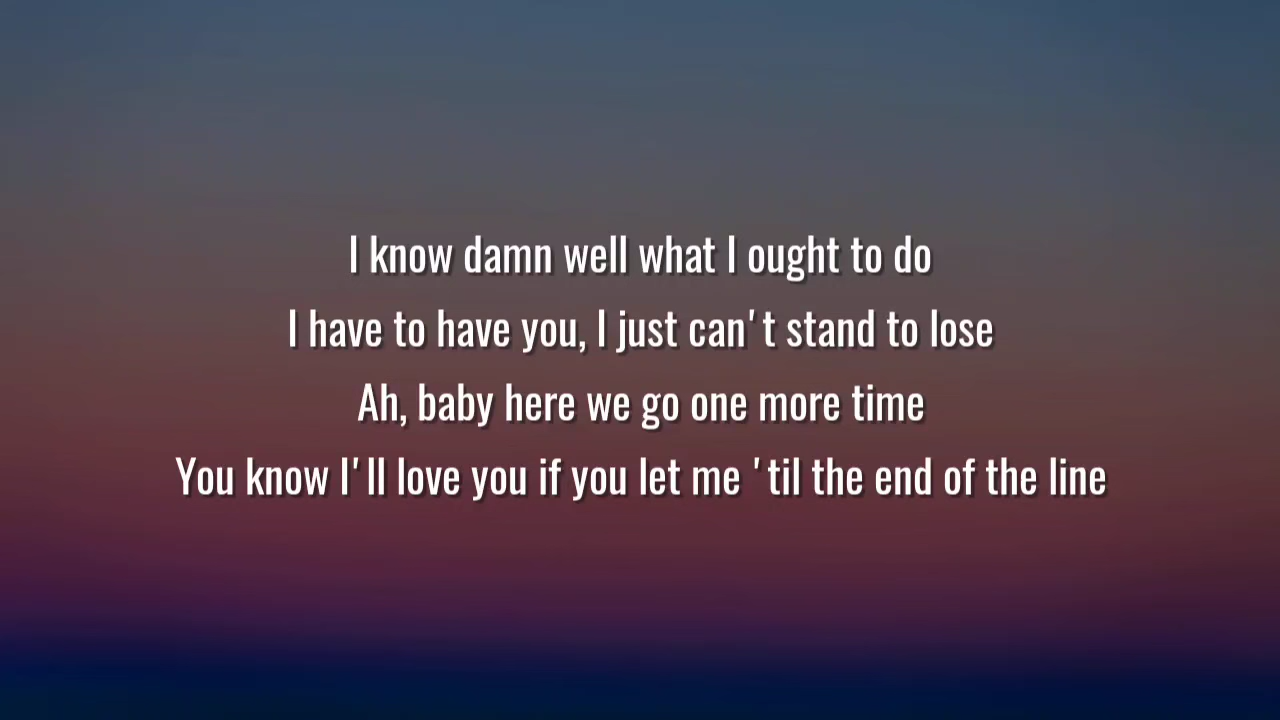 I know damn well what I ought to do
I have to have you, I just can't stand to lose
Ah, baby here we go one more time
You know I'll love you if you let me 'til the end of the line